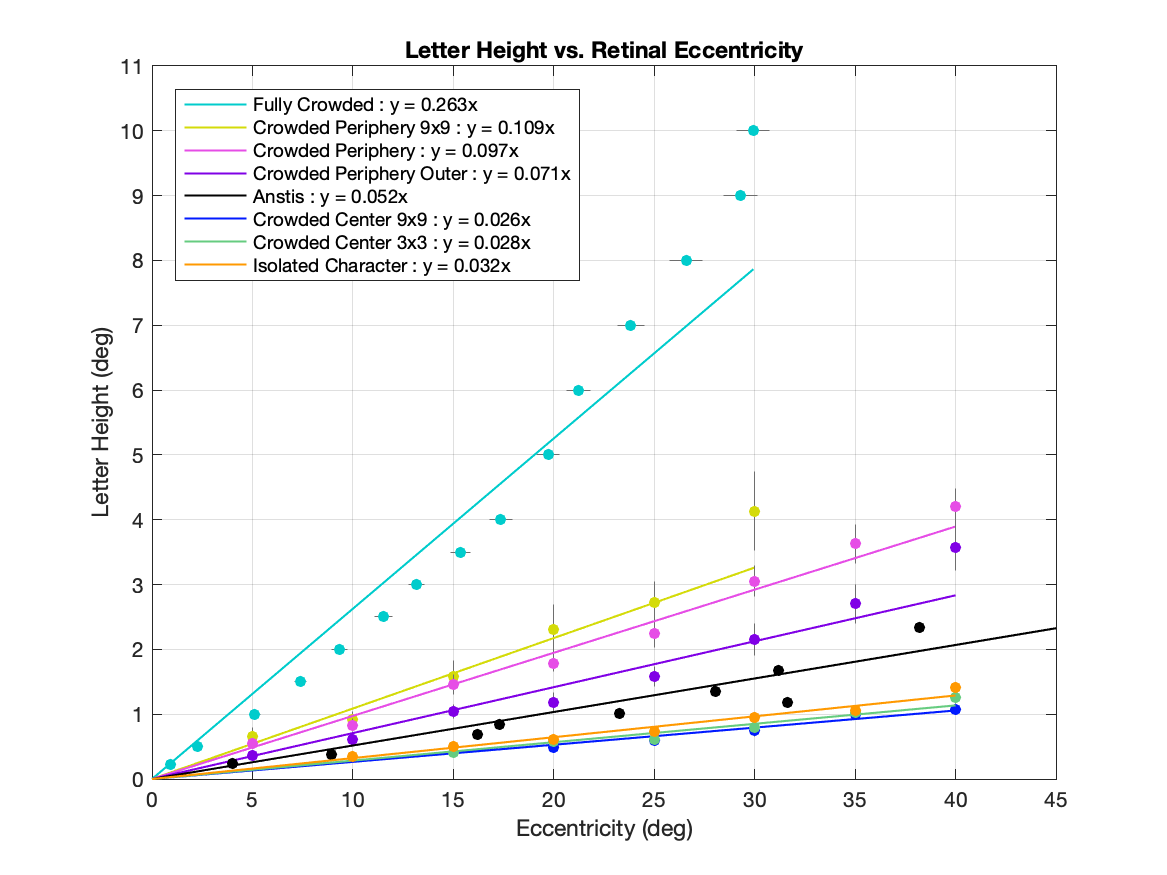 Letter Height vs. Retinal Eccentricity
11
10
9
8
7
6
5
4
3
2
1
0
Letter Height (deg)
Fully Crowded : y = 0.263x
Crowded Periphery 9x9 : y = 0.109x
Crowded Periphery : y = 0.097x
Crowded Periphery Outer : y = 0.071x
Anstis : y = 0.052x
Crowded Center 9x9 : y = 0.026x
Crowded Center 3x3 : y = 0.028x
Isolated Character : y = 0.032x
0 5 10 15 20 25 30 35 40 45
Eccentricity (deg)